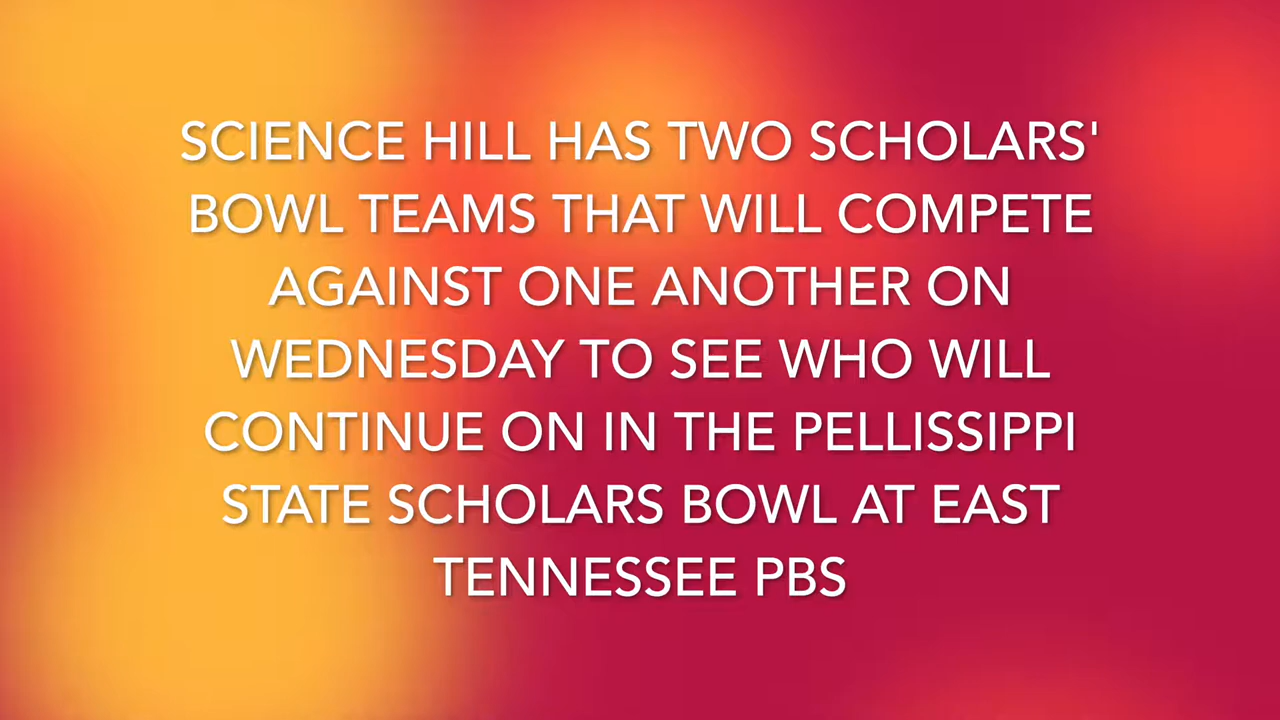 SCIENCE HILL HAS TWO SCHOLARS'
BOWL TEAMS THAT WILL COMPETE
AGAINST ONE ANOTHER ON
WEDNESDAY TO SEE WHO WILL
CONTINUE ON IN THE PELLISSIPPI
STATE SCHOLARS BOWL AT EAST
TENNESSEE PBS